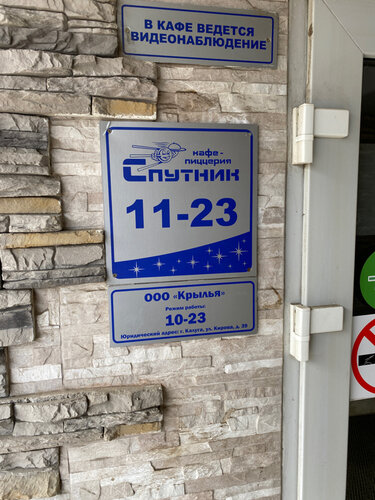 В КАФЕ ВЕДЕТСЯ
ВИДЕОНАБЛЮДЕНИЕ
кафе-
пиццерия
Спутник
11-23
ООО «Крылья»
Режим работы:
10-23
Юридический адрес: г. Калуга, ул. Кирова, д. 39